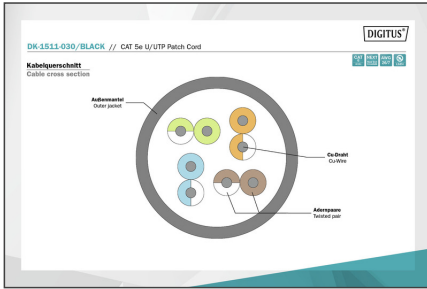 DIGITUS®
DK-1511-030/BLACK // CAT 5e U/UTP Patch Cord
Kabelquerschnitt
Cable cross section
Außenmantel
Outer jacket
Cu-Draht
Cu-Wire
Aderspaare
Twisted pair